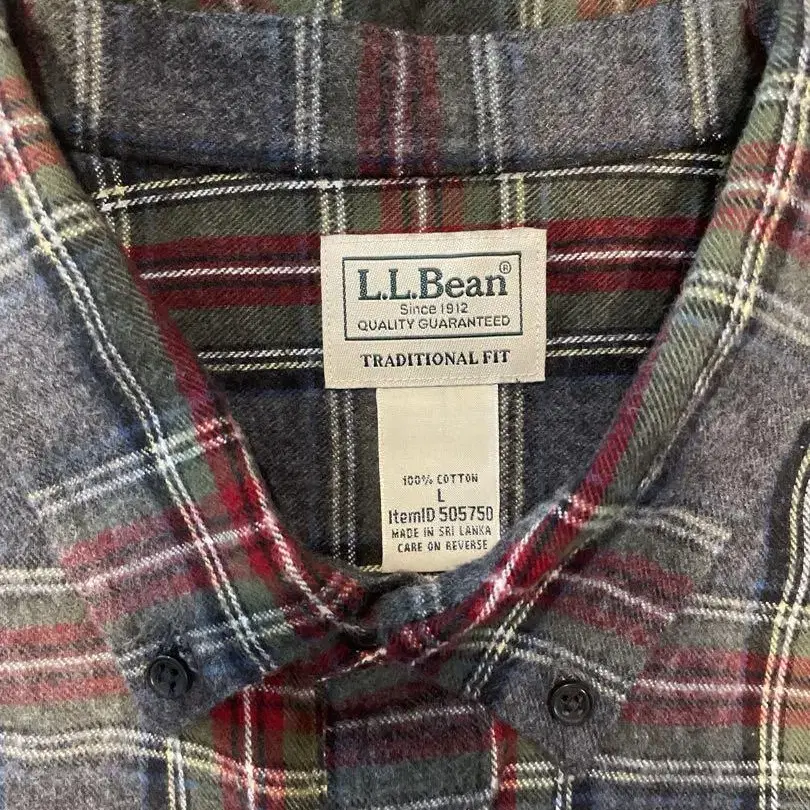 L.L.Bean®
Since 1912
QUALITY GUARANTEED
TRADITIONAL FIT
100% COTTON
L
ItemID 505750
MADE IN SRI LANKA
CARE ON REVERSE